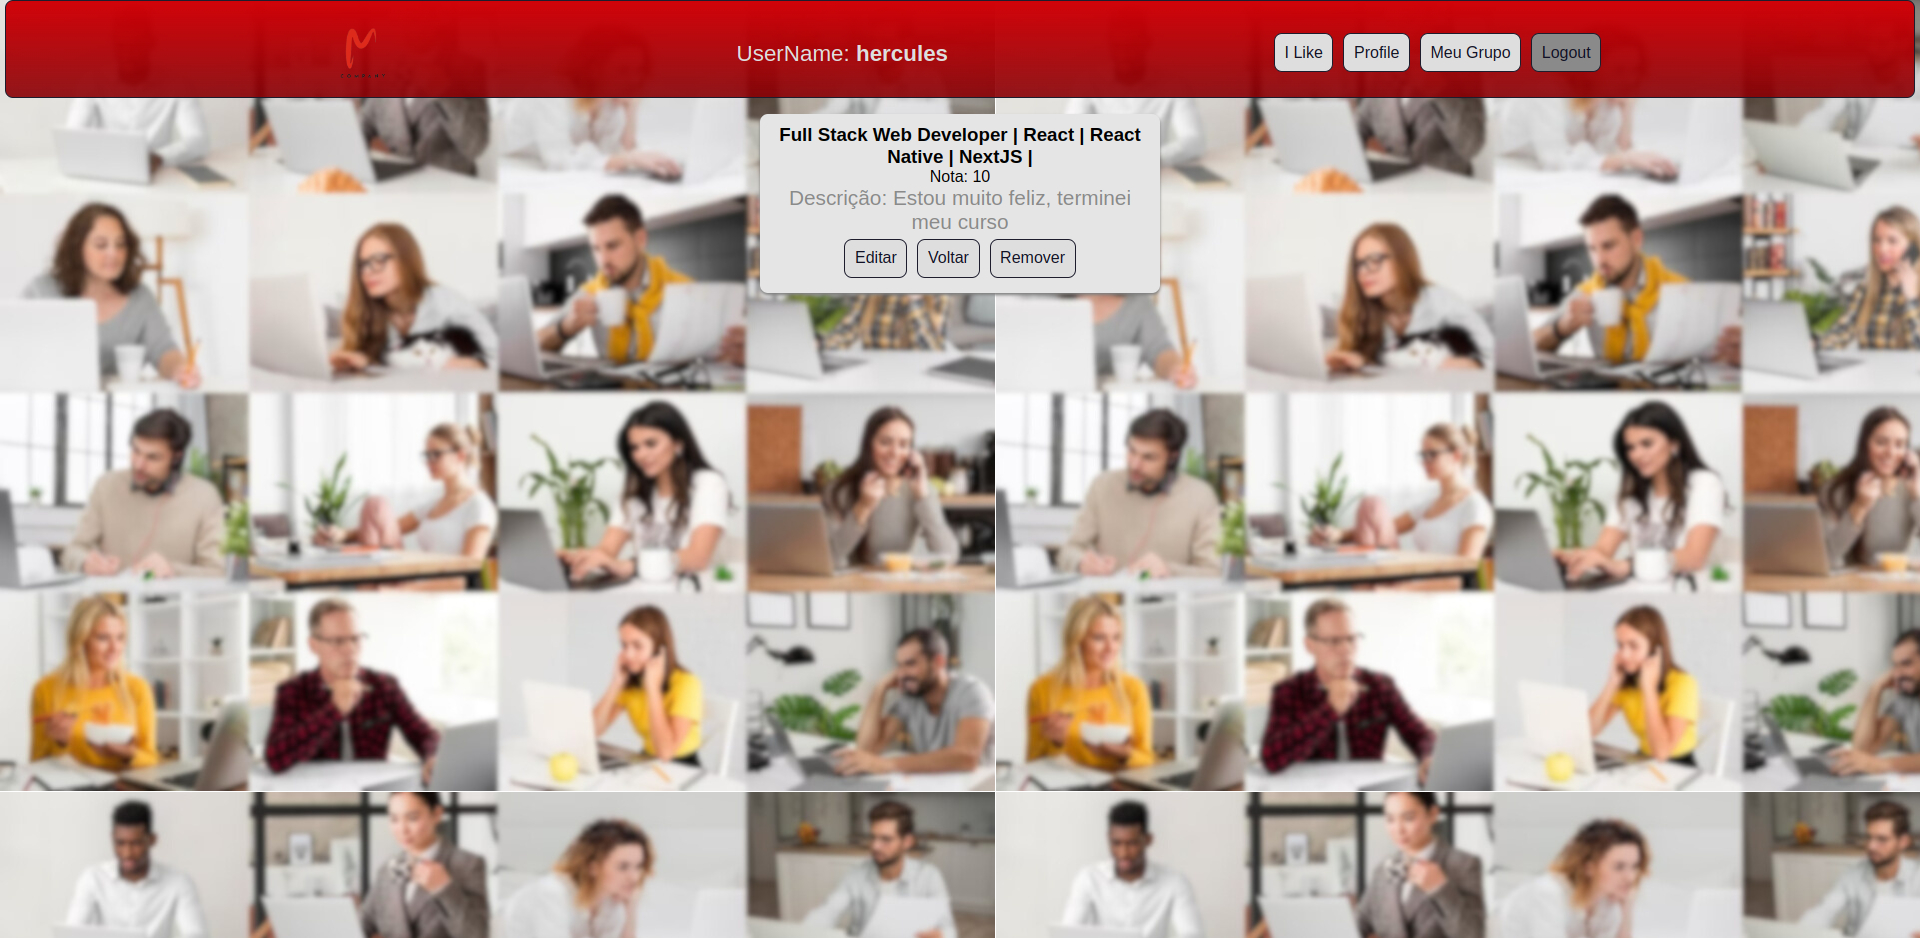 UserName: hercules
I Like
Profile
Meu Grupo
Logout
Full Stack Web Developer | React | React
Native | NextJS |
Nota: 10
Descrição: Estou muito feliz, terminei
meu curso
Editar
Voltar
Remover